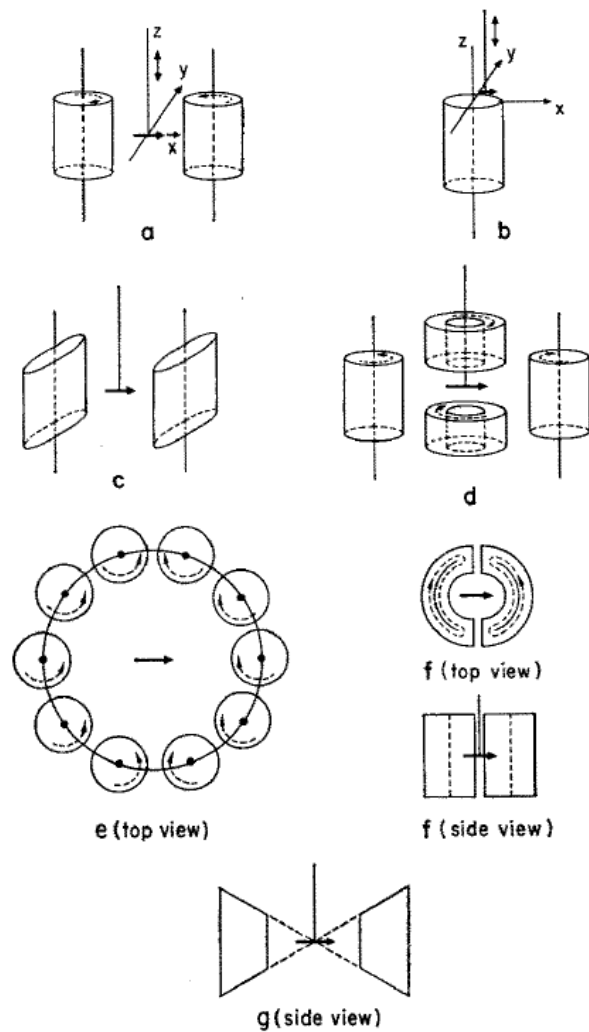 z
y
x
a
z
y
x
b
c
d
e (top view)
f (top view)
f (side view)
g (side view)